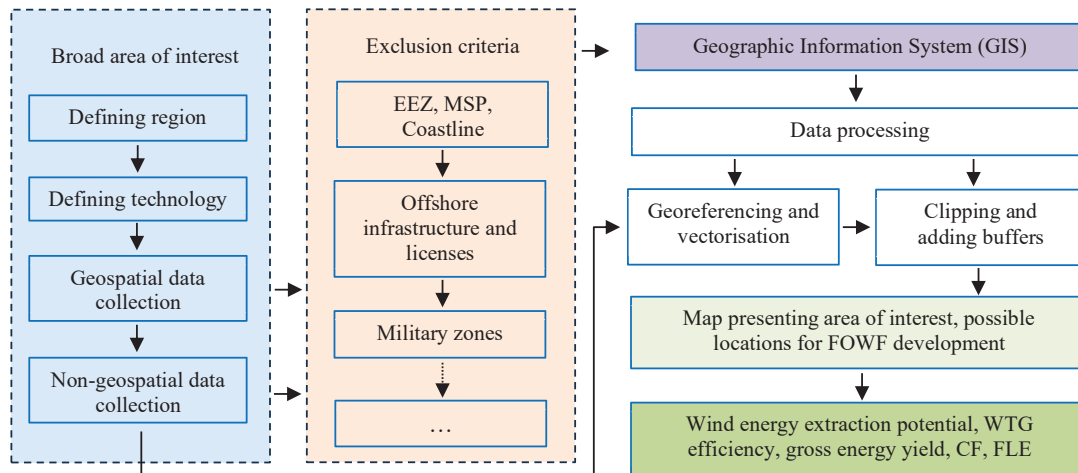 Broad area of interest
Defining region
Defining technology
Geospatial data
collection
Non-geospatial data
collection
Exclusion criteria
EEZ, MSP,
Coastline
Offshore
infrastructure and
licenses
Military zones
…
Geographic Information System (GIS)
Data processing
Georeferencing and
vectorisation
Clipping and
adding buffers
Map presenting area of interest, possible
locations for FOWF development
Wind energy extraction potential, WTG
efficiency, gross energy yield, CF, FLE